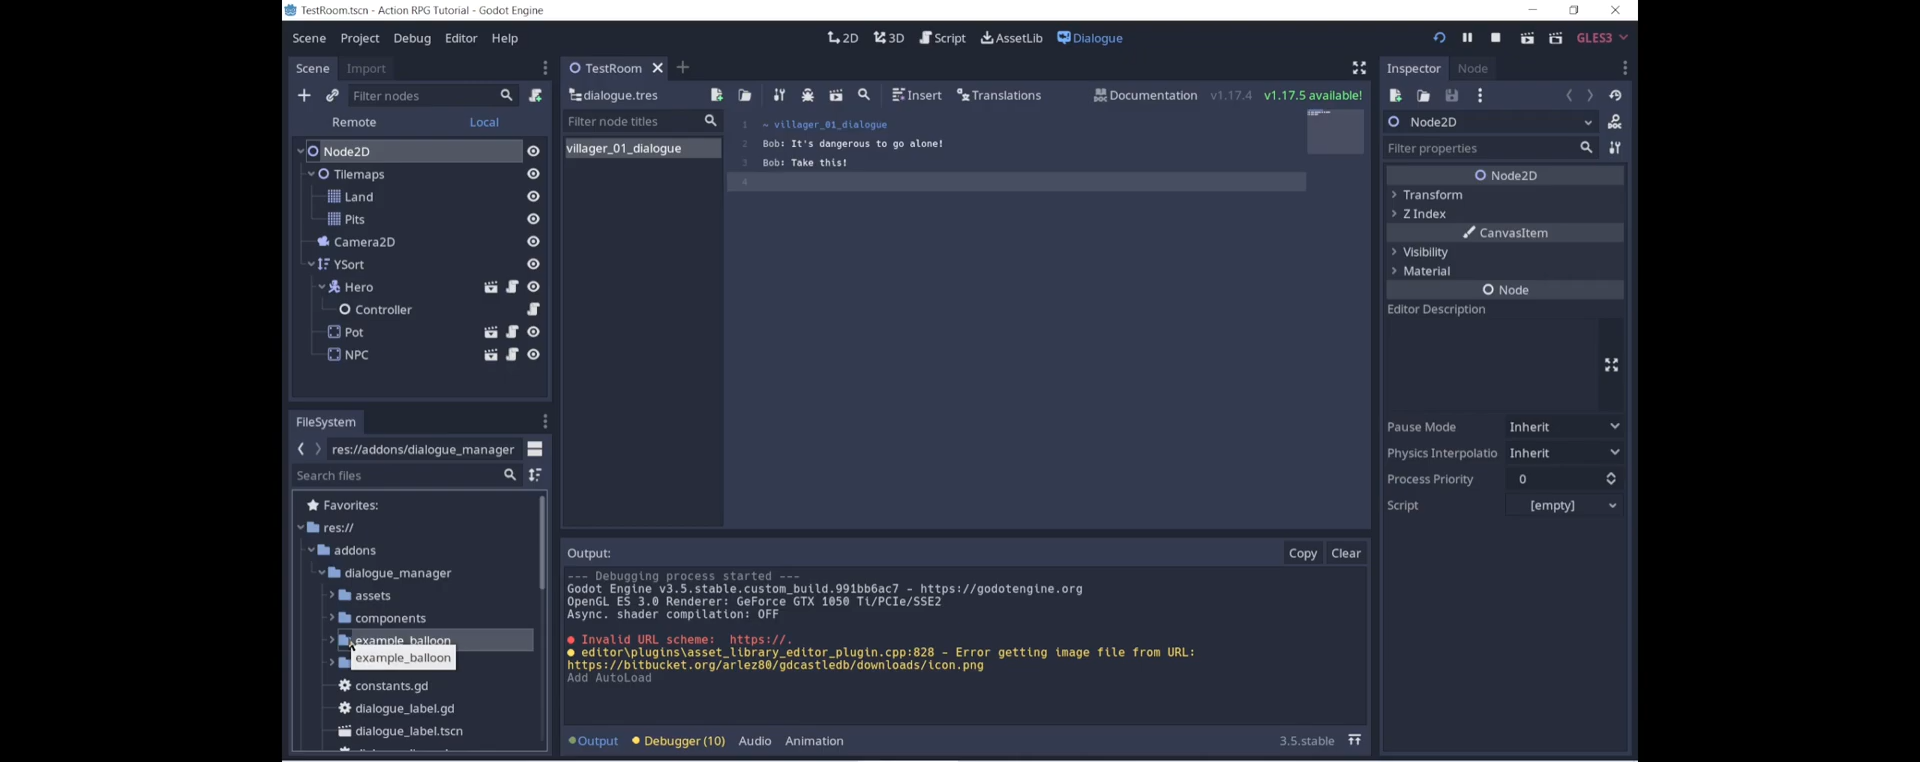 TestRoom.tscn - Action RPG Tutorial - Godot Engine
Scene Project Debug Editor Help
2D 3D Script AssetLib Dialogue
GLES3
Scene Import
Filter nodes
Remote Local
Node2D
Tilemaps
Land
Pits
Camera2D
YSort
Hero
Controller
Pot
NPC
FileSystem
res://addons/dialogue_manager
Search files
Favorites:
res://
addons
dialogue_manager
assets
components
example_balloon
example_balloon
constants.gd
dialogue_label.gd
dialogue_label.tscn
TestRoom
dialogue.tres
Insert Translations Documentation v1.17.4 v1.17.5 available!
Filter node titles
villager_01_dialogue
1 ~ villager_01_dialogue
2 Bob: It's dangerous to go alone!
3 Bob: Take this!
4
Output:
Copy Clear
--- Debugging process started ---
Godot Engine v3.5.stable.custom_build.991bb6ac7 - https://godotengine.org
OpenGL ES 3.0 Renderer: GeForce GTX 1050 Ti/PCIe/SSE2
Async. shader compilation: OFF
Invalid URL scheme: https://.
editor\plugins\asset_library_editor_plugin.cpp:828 - Error getting image file from URL:
https://bitbucket.org/arlez80/gdcastledb/downloads/icon.png
Add AutoLoad
Output Debugger (10) Audio Animation
3.5.stable
Inspector Node
Node2D
Filter properties
Node2D
Transform
Z Index
CanvasItem
Visibility
Material
Node
Editor Description
Pause Mode Inherit
Physics Interpolatio Inherit
Process Priority 0
Script [empty]